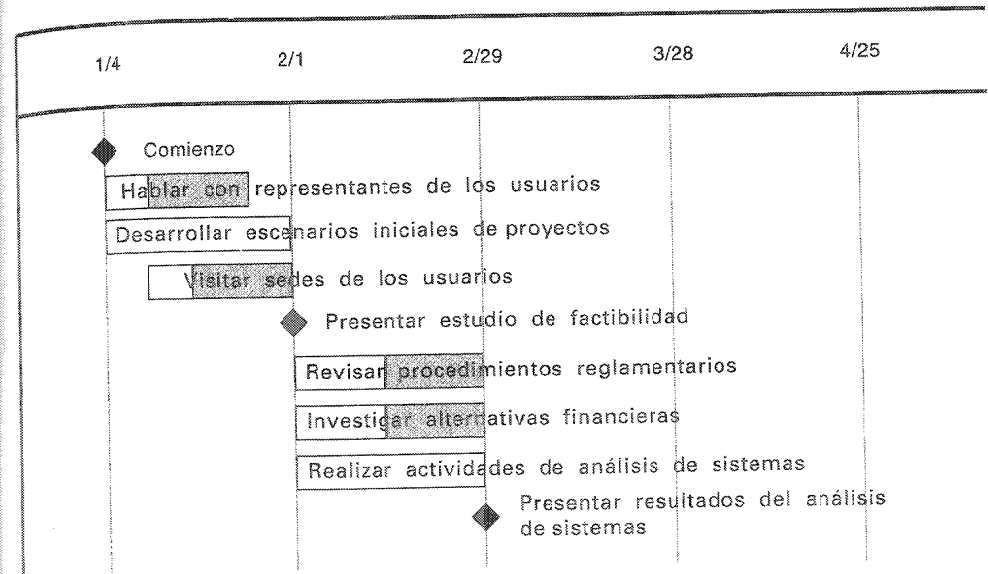 1/4 2/1 2/29 3/28 4/25
Comienzo
Hablar con representantes de los usuarios
Desarrollar escenarios iniciales de proyectos
Visitar sedes de los usuarios
Presentar estudio de factibilidad
Revisar procedimientos reglamentarios
Investigar alternativas financieras
Realizar actividades de análisis de sistemas
Presentar resultados del análisis
de sistemas